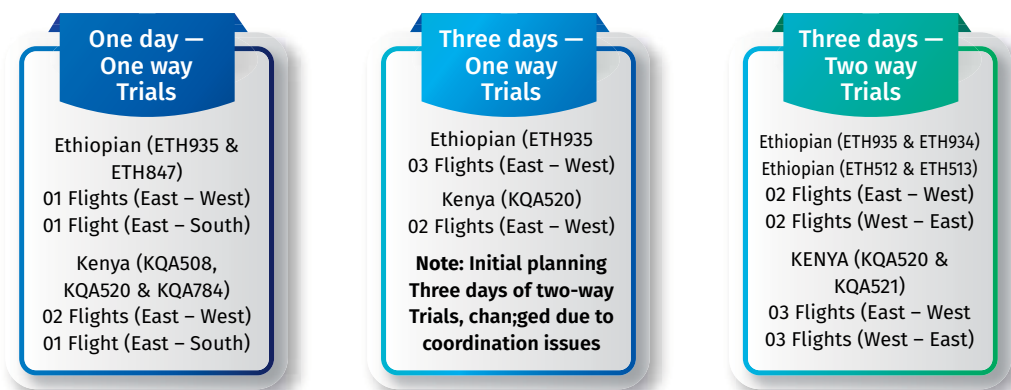 One day —
One way
Trials
Ethiopian (ETH935 &
ETH847)
01 Flights (East – West)
01 Flight (East – South)
Kenya (KQA508,
KQA520 & KQA784)
02 Flights (East – West)
01 Flight (East – South)
Three days —
One way
Trials
Ethiopian (ETH935
03 Flights (East – West)
Kenya (KQA520)
02 Flights (East – West)
Note: Initial planning
Three days of two-way
Trials, chan;ged due to
coordination issues
Three days —
Two way
Trials
Ethiopian (ETH935 & ETH934)
Ethiopian (ETH512 & ETH513)
02 Flights (East – West)
02 Flights (West – East)
KENYA (KQA520 &
KQA521)
03 Flights (East – West
03 Flights (West – East)